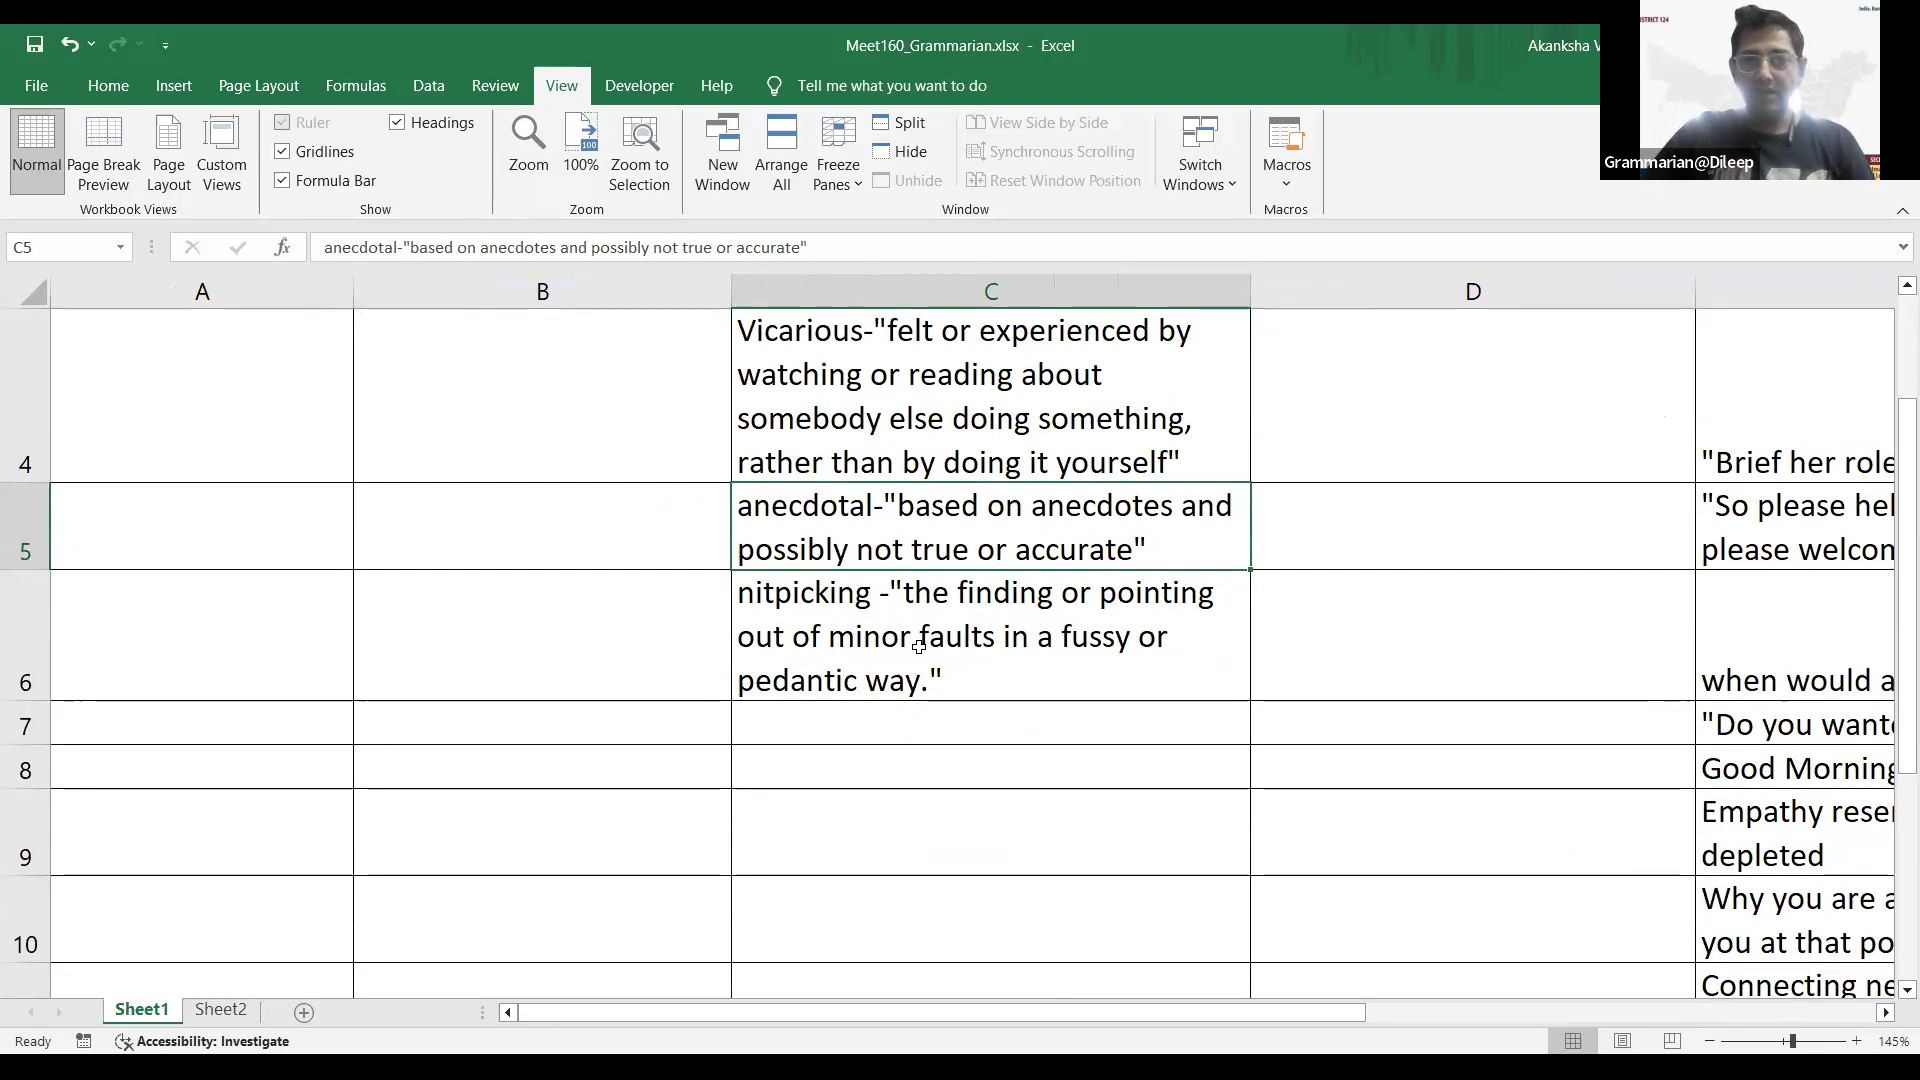 Meet160_Grammarian.xlsx - Excel
Akanksha V
DISTRICT 124
File Home Insert Page Layout Formulas Data Review View Developer Help Tell me what you want to do
Ruler
Headings
Gridlines
Formula Bar
Show
Normal
Page Break
Preview
Page
Layout
Custom
Views
Workbook Views
Zoom
100%
Zoom to
Selection
Zoom
New
Window
Arrange
All
Freeze
Panes
Split
Hide
Unhide
View Side by Side
Synchronous Scrolling
Reset Window Position
Switch
Windows
Window
Macros
Macros
Grammarian@Dileep
C5
fx
anecdotal-"based on anecdotes and possibly not true or accurate"
A B C D
4
Vicarious-"felt or experienced by
watching or reading about
somebody else doing something,
rather than by doing it yourself"
"Brief her role
5
anecdotal-"based on anecdotes and
possibly not true or accurate"
"So please hel
please welcon
6
nitpicking -"the finding or pointing
out of minor faults in a fussy or
pedantic way."
when would a
7
"Do you wante
8
Good Morning
9
Empathy reser
depleted
10
Why you are a
you at that po
Connecting ne
Sheet1 Sheet2
Ready
Accessibility: Investigate
145%